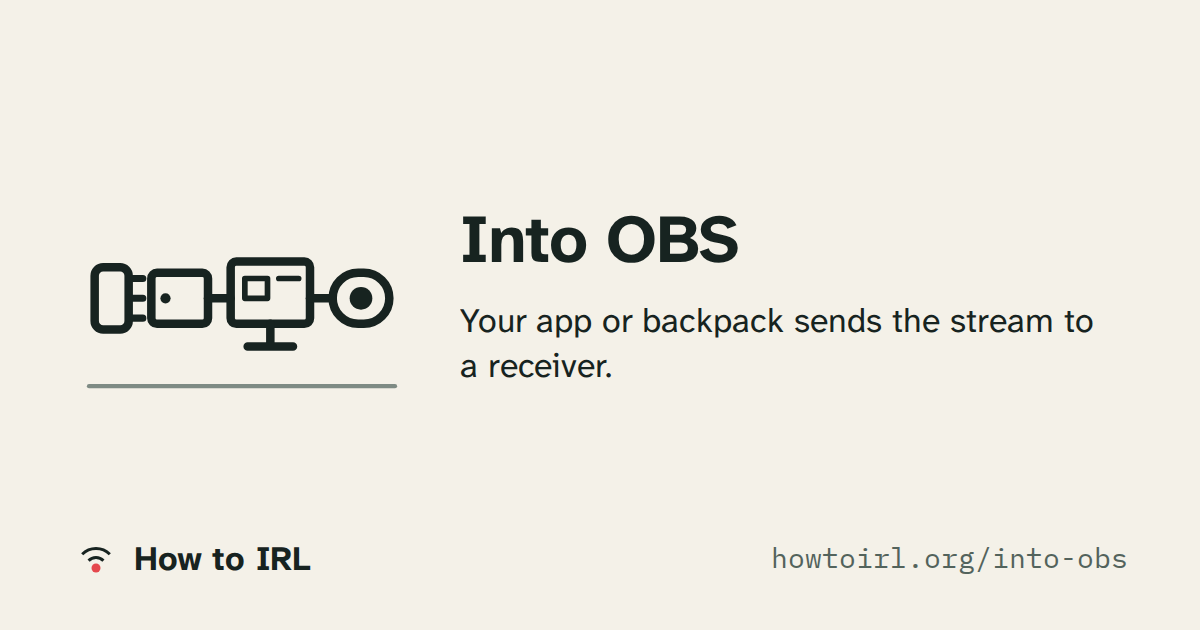 Into OBS
Your app or backpack sends the stream to
a receiver.
How to IRL
howtoirl.org/into-obs